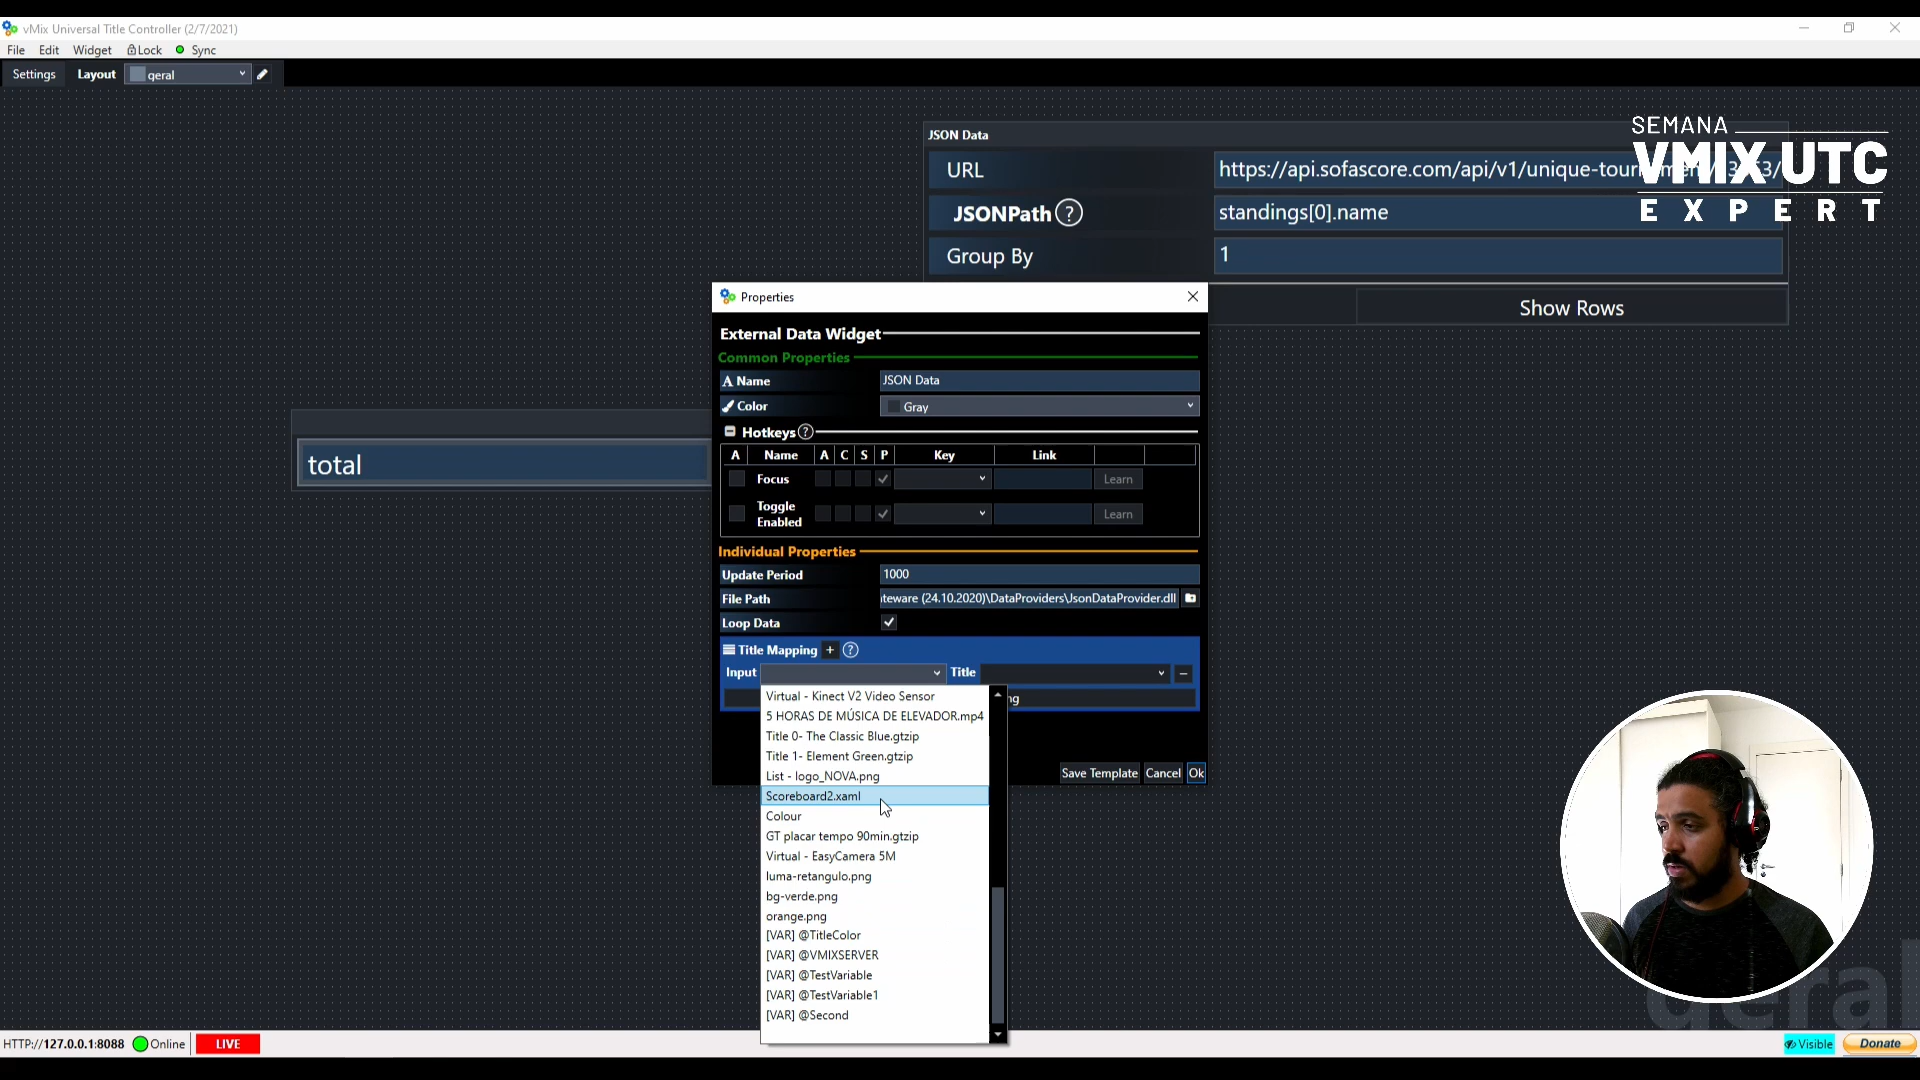 vMix Universal Title Controller (2/7/2021)
File Edit Widget Lock Sync
Settings Layout geral
SEMANA
VMIX UTC
EXPERT
JSON Data
URL https://api.sofascore.com/api/v1/unique-tour
JSONPath ? standings[0].name
Group By 1
Show Rows
total
Properties
External Data Widget
Common Properties
Name JSON Data
Color Gray
Hotkeys ?
A Name A C S P Key Link
Focus Learn
Toggle Enabled Learn
Individual Properties
Update Period 1000
File Path iteware (24.10.2020)\DataProviders\JsonDataProvider.dll
Loop Data
Title Mapping + ?
Input Title
ng
Virtual - Kinect V2 Video Sensor
5 HORAS DE MÚSICA DE ELEVADOR.mp4
Title 0- The Classic Blue.gtzip
Title 1- Element Green.gtzip
List - logo_NOVA.png
Scoreboard2.xaml
Colour
GT placar tempo 90min.gtzip
Virtual - EasyCamera 5M
luma-retangulo.png
bg-verde.png
orange.png
[VAR] @TitleColor
[VAR] @VMIXSERVER
[VAR] @TestVariable
[VAR] @TestVariable1
[VAR] @Second
Save Template Cancel Ok
geral
HTTP://127.0.0.1:8088 Online LIVE
Visible Donate